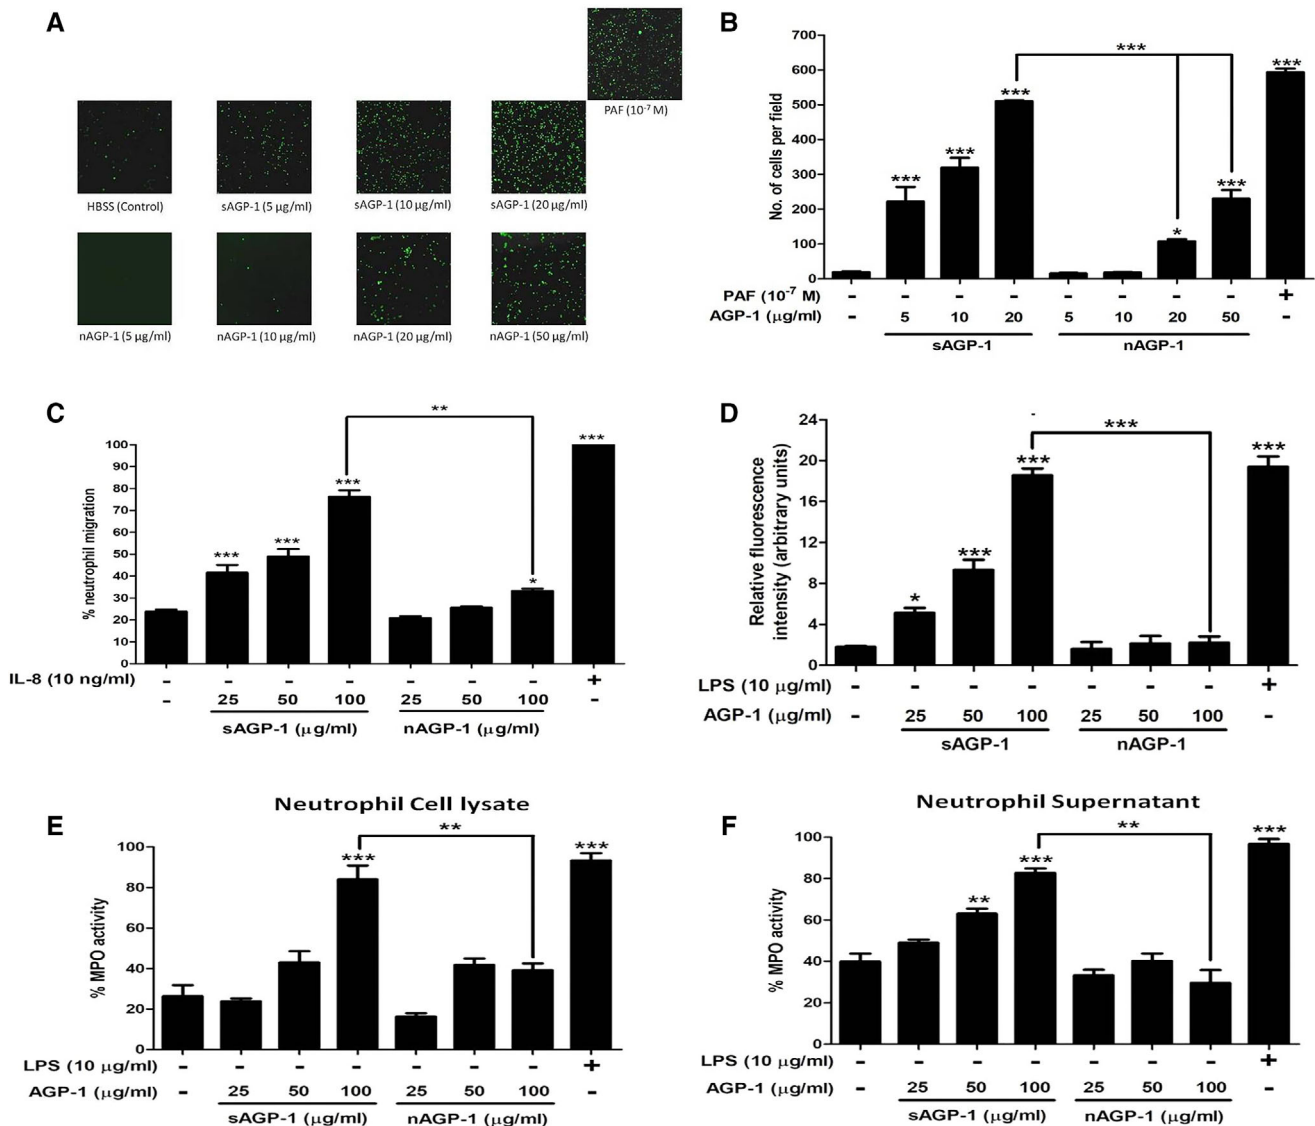 A
PAF (10⁻⁷ M)
HBSS (Control) sAGP-1 (5 µg/ml) sAGP-1 (10 µg/ml) sAGP-1 (20 µg/ml)
nAGP-1 (5 µg/ml) nAGP-1 (10 µg/ml) nAGP-1 (20 µg/ml) nAGP-1 (50 µg/ml)
B
No. of cells per field
700
600
500
400
300
200
100
0
***
*** *** *** * *** ***
PAF (10⁻⁷ M) - - - - - - - - +
AGP-1 (µg/ml) - 5 10 20 5 10 20 50 -
sAGP-1 nAGP-1
C
% neutrophil migration
100
90
80
70
60
50
40
30
20
10
0
**
*** *** *** * ***
IL-8 (10 ng/ml) - - - - - - - +
- 25 50 100 25 50 100 -
sAGP-1 (µg/ml) nAGP-1 (µg/ml)
D
Relative fluorescence
intensity (arbitrary units)
24
20
16
12
8
4
0
***
* *** *** ***
LPS (10 µg/ml) - - - - - - - +
AGP-1 (µg/ml) - 25 50 100 25 50 100 -
sAGP-1 nAGP-1
E
Neutrophil Cell lysate
% MPO activity
100
80
60
40
20
0
**
*** ***
LPS (10 µg/ml) - - - - - - - +
AGP-1 (µg/ml) - 25 50 100 25 50 100 -
sAGP-1 (µg/ml) nAGP-1 (µg/ml)
F
Neutrophil Supernatant
% MPO activity
100
80
60
40
20
0
**
** *** ***
LPS (10 µg/ml) - - - - - - - +
AGP-1 (µg/ml) - 25 50 100 25 50 100 -
sAGP-1 (µg/ml) nAGP-1 (µg/ml)